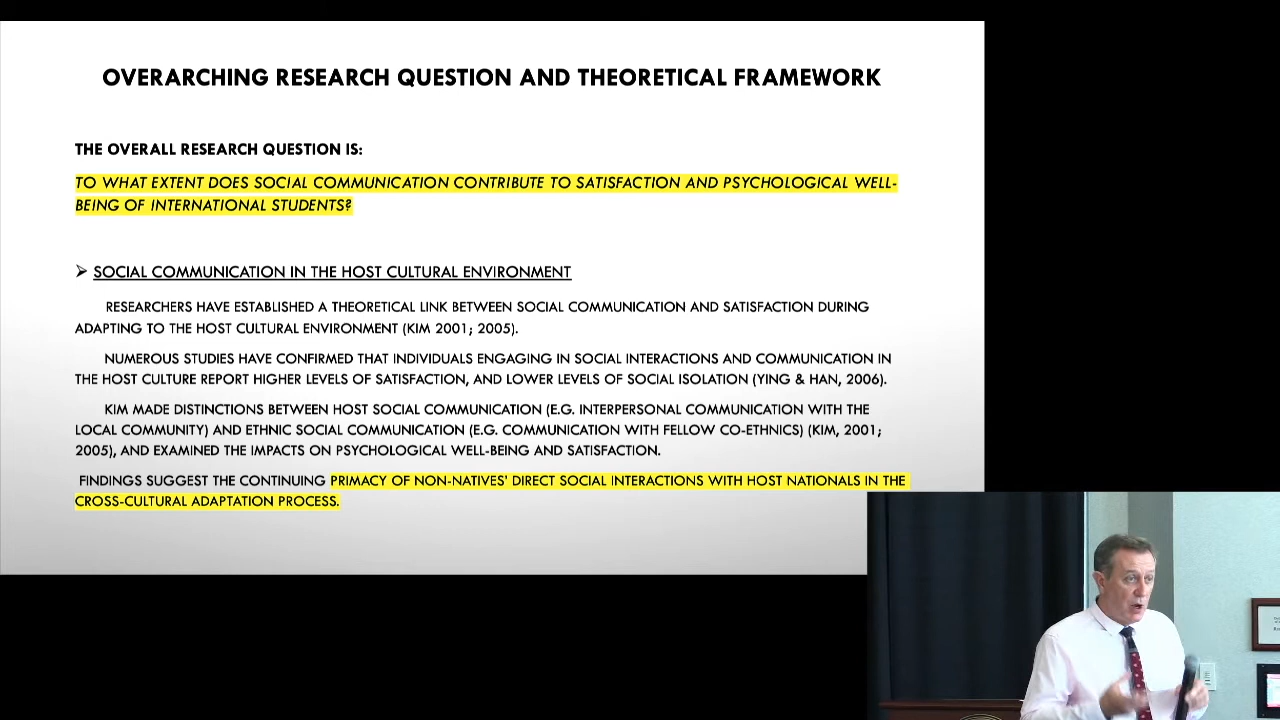 OVERARCHING RESEARCH QUESTION AND THEORETICAL FRAMEWORK
THE OVERALL RESEARCH QUESTION IS:
TO WHAT EXTENT DOES SOCIAL COMMUNICATION CONTRIBUTE TO SATISFACTION AND PSYCHOLOGICAL WELL-
BEING OF INTERNATIONAL STUDENTS?
➢ SOCIAL COMMUNICATION IN THE HOST CULTURAL ENVIRONMENT
RESEARCHERS HAVE ESTABLISHED A THEORETICAL LINK BETWEEN SOCIAL COMMUNICATION AND SATISFACTION DURING
ADAPTING TO THE HOST CULTURAL ENVIRONMENT (KIM 2001; 2005).
NUMEROUS STUDIES HAVE CONFIRMED THAT INDIVIDUALS ENGAGING IN SOCIAL INTERACTIONS AND COMMUNICATION IN
THE HOST CULTURE REPORT HIGHER LEVELS OF SATISFACTION, AND LOWER LEVELS OF SOCIAL ISOLATION (YING & HAN, 2006).
KIM MADE DISTINCTIONS BETWEEN HOST SOCIAL COMMUNICATION (E.G. INTERPERSONAL COMMUNICATION WITH THE
LOCAL COMMUNITY) AND ETHNIC SOCIAL COMMUNICATION (E.G. COMMUNICATION WITH FELLOW CO-ETHNICS) (KIM, 2001;
2005), AND EXAMINED THE IMPACTS ON PSYCHOLOGICAL WELL-BEING AND SATISFACTION.
FINDINGS SUGGEST THE CONTINUING PRIMACY OF NON-NATIVES' DIRECT SOCIAL INTERACTIONS WITH HOST NATIONALS IN THE
CROSS-CULTURAL ADAPTATION PROCESS.